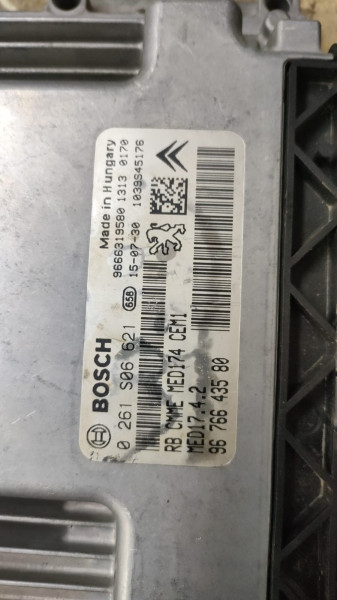 Made in Hungary
9666319580 1313 0170
15-07-30 1039S45176
658
BOSCH
0 261 S06 621
RB CMME MED174 CEM1
MED17.4.2
96 766 435 80